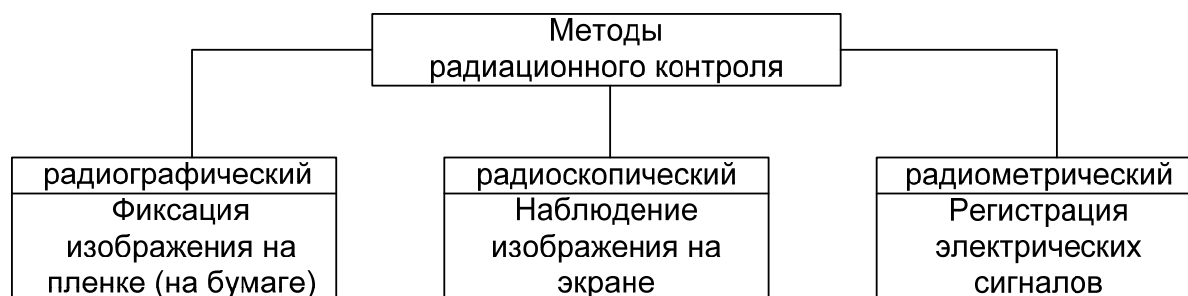 Методы
радиационного контроля
радиографический
Фиксация
изображения на
пленке (на бумаге)
радиоскопический
Наблюдение
изображения на
экране
радиометрический
Регистрация
электрических
сигналов